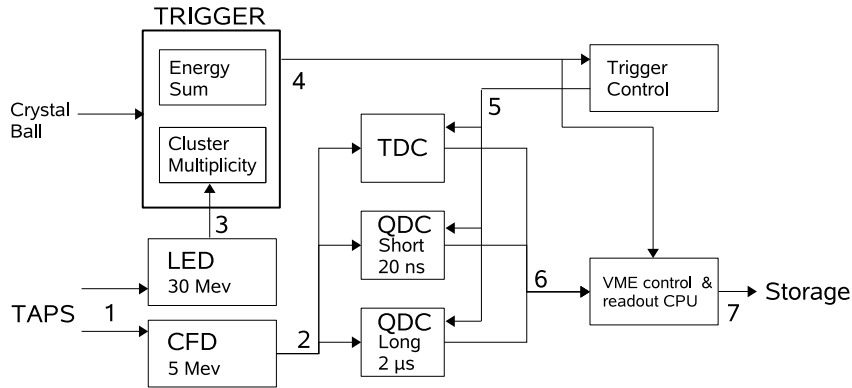 TRIGGER
Energy
Sum
4
Trigger
Control
Crystal
Ball
5
Cluster
Multiplicity
TDC
3
QDC
Short
20 ns
LED
30 Mev
6
VME control &
readout CPU
7
Storage
TAPS
1
2
QDC
Long
2 µs
CFD
5 Mev